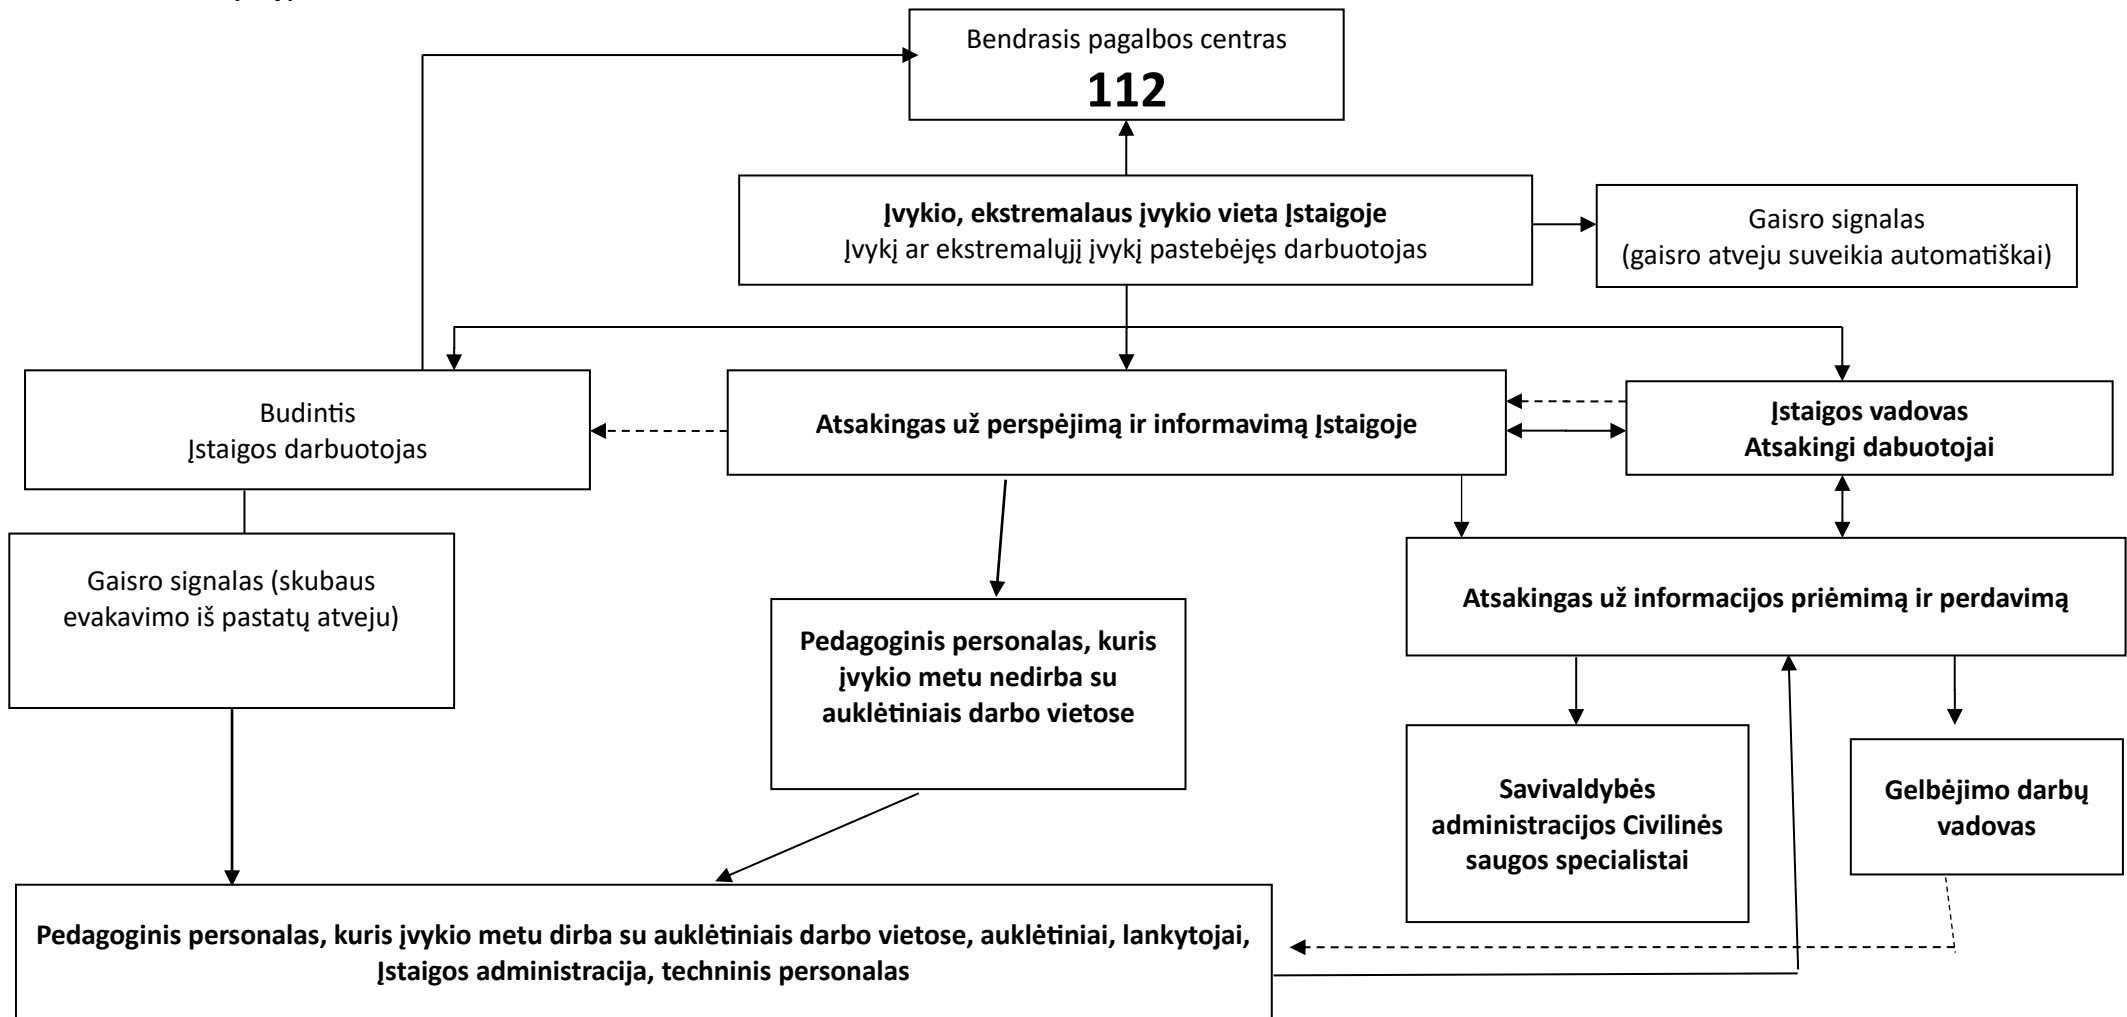 Bendrasis pagalbos centras
112
Įvykio, ekstremalaus įvykio vieta Įstaigoje
Įvykį ar ekstremalųjį įvykį pastebėjęs darbuotojas
Gaisro signalas
(gaisro atveju suveikia automatiškai)
Budintis
Įstaigos darbuotojas
Atsakingas už perspėjimą ir informavimą Įstaigoje
Įstaigos vadovas
Atsakingi dabuotojai
Gaisro signalas (skubaus
evakavimo iš pastatų atveju)
Pedagoginis personalas, kuris
įvykio metu nedirba su
auklėtiniais darbo vietose
Atsakingas už informacijos priėmimą ir perdavimą
Savivaldybės
administracijos Civilinės
saugos specialistai
Gelbėjimo darbų
vadovas
Pedagoginis personalas, kuris įvykio metu dirba su auklėtiniais darbo vietose, auklėtiniai, lankytojai,
Įstaigos administracija, techninis personalas